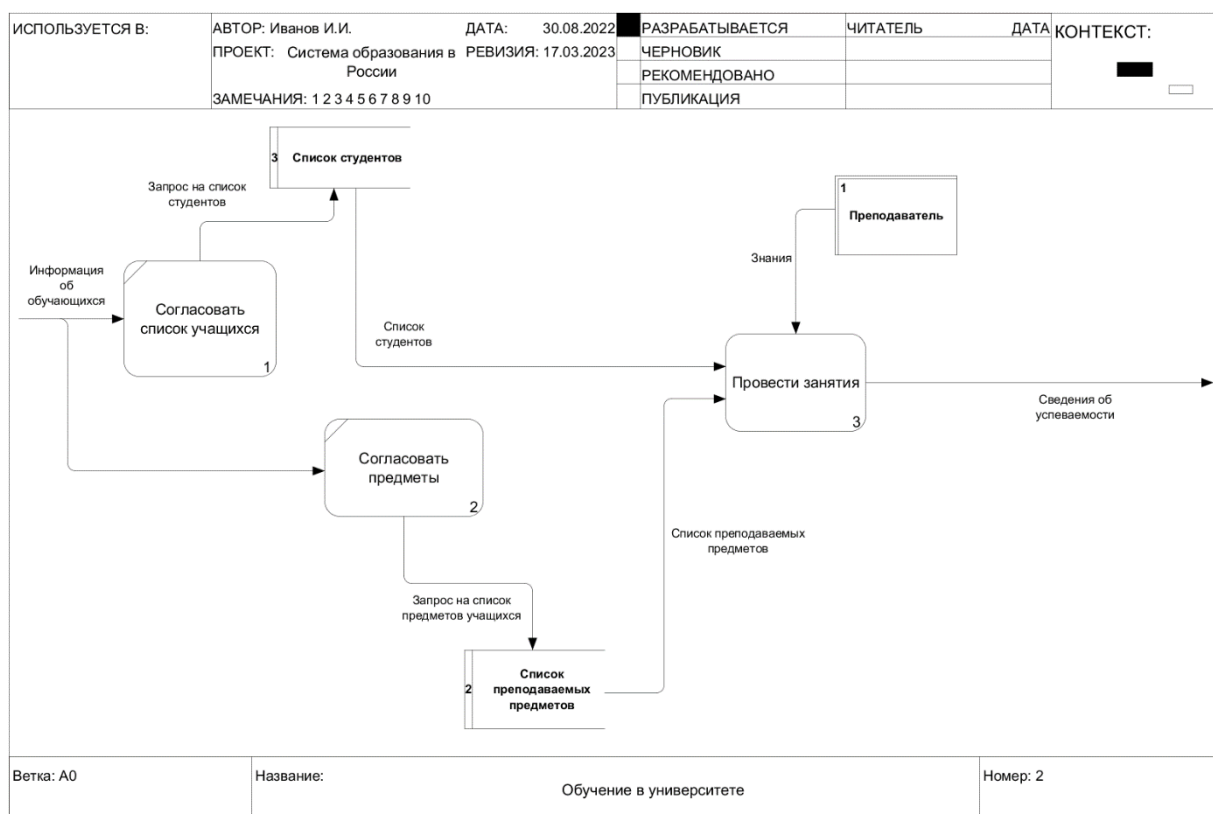 ИСПОЛЬЗУЕТСЯ В:
АВТОР: Иванов И.И.
ДАТА: 30.08.2022
ПРОЕКТ: Система образования в
России
РЕВИЗИЯ: 17.03.2023
ЗАМЕЧАНИЯ: 1 2 3 4 5 6 7 8 9 10
РАЗРАБАТЫВАЕТСЯ
ЧЕРНОВИК
РЕКОМЕНДОВАНО
ПУБЛИКАЦИЯ
ЧИТАТЕЛЬ
ДАТА
КОНТЕКСТ:
3
Список студентов
Запрос на список
студентов
1
Преподаватель
Знания
Информация
об
обучающихся
Согласовать
список учащихся
1
Список
студентов
Провести занятия
3
Сведения об
успеваемости
Согласовать
предметы
2
Список преподаваемых
предметов
Запрос на список
предметов учащихся
2
Список
преподаваемых
предметов
Ветка: A0
Название:
Обучение в университете
Номер: 2